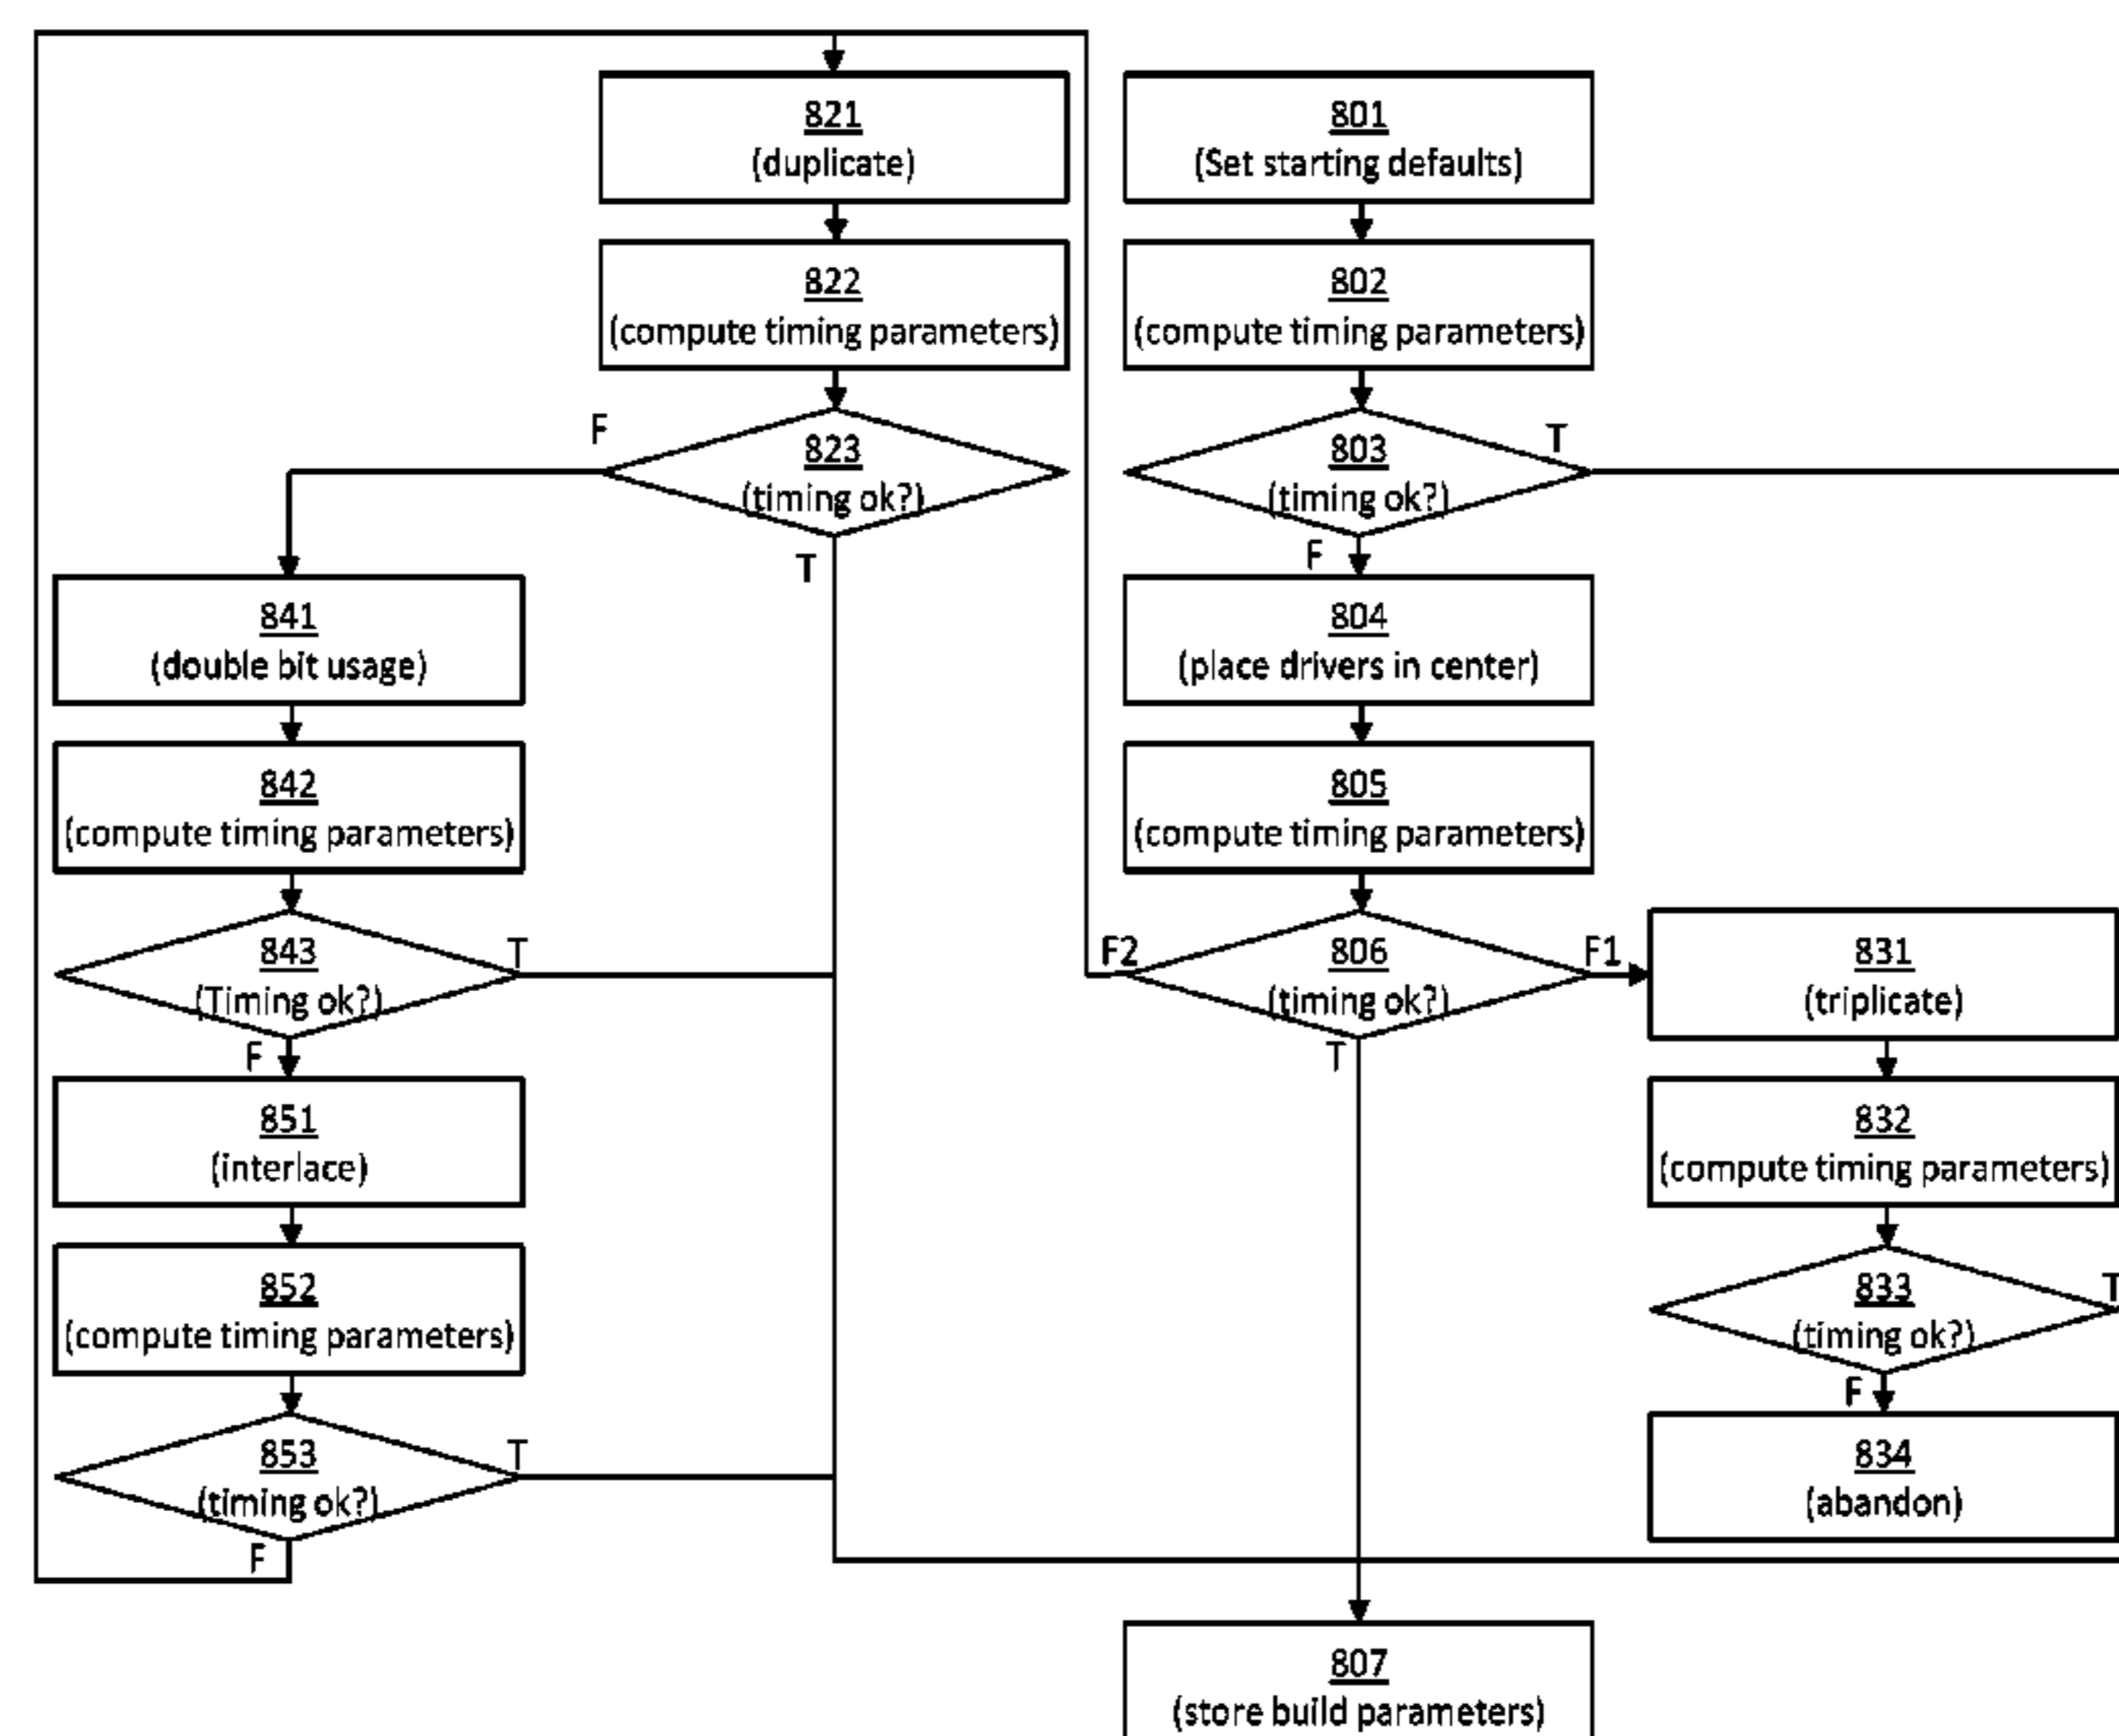 821
(duplicate)
822
(compute timing parameters)
F
823
(timing ok?)
T
841
(double bit usage)
842
(compute timing parameters)
843
(Timing ok?)
T
F
851
(interlace)
852
(compute timing parameters)
853
(timing ok?)
T
F
801
(Set starting defaults)
802
(compute timing parameters)
803
(timing ok?)
T
F
804
(place drivers in center)
805
(compute timing parameters)
F2
806
(timing ok?)
F1
T
831
(triplicate)
832
(compute timing parameters)
833
(timing ok?)
T
F
834
(abandon)
807
(store build parameters)